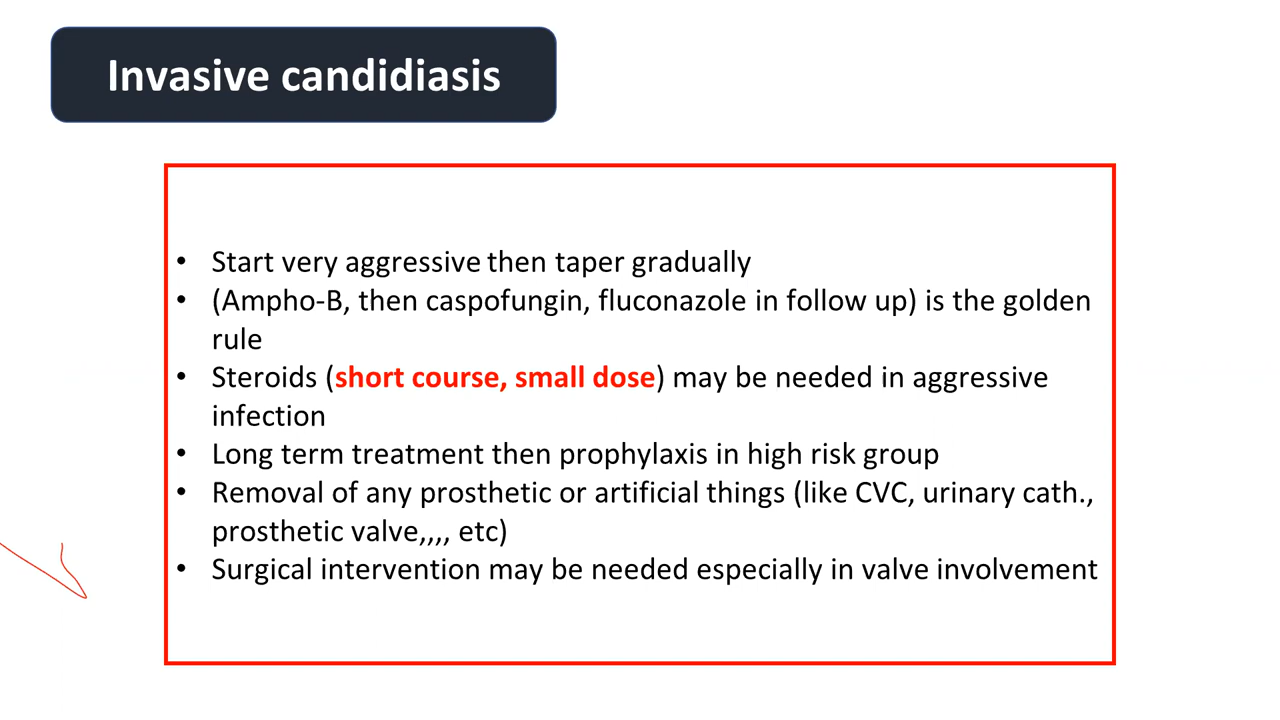 Invasive candidiasis
• Start very aggressive then taper gradually
• (Ampho-B, then caspofungin, fluconazole in follow up) is the golden
rule
• Steroids (short course, small dose) may be needed in aggressive
infection
• Long term treatment then prophylaxis in high risk group
• Removal of any prosthetic or artificial things (like CVC, urinary cath.,
prosthetic valve,,,, etc)
• Surgical intervention may be needed especially in valve involvement